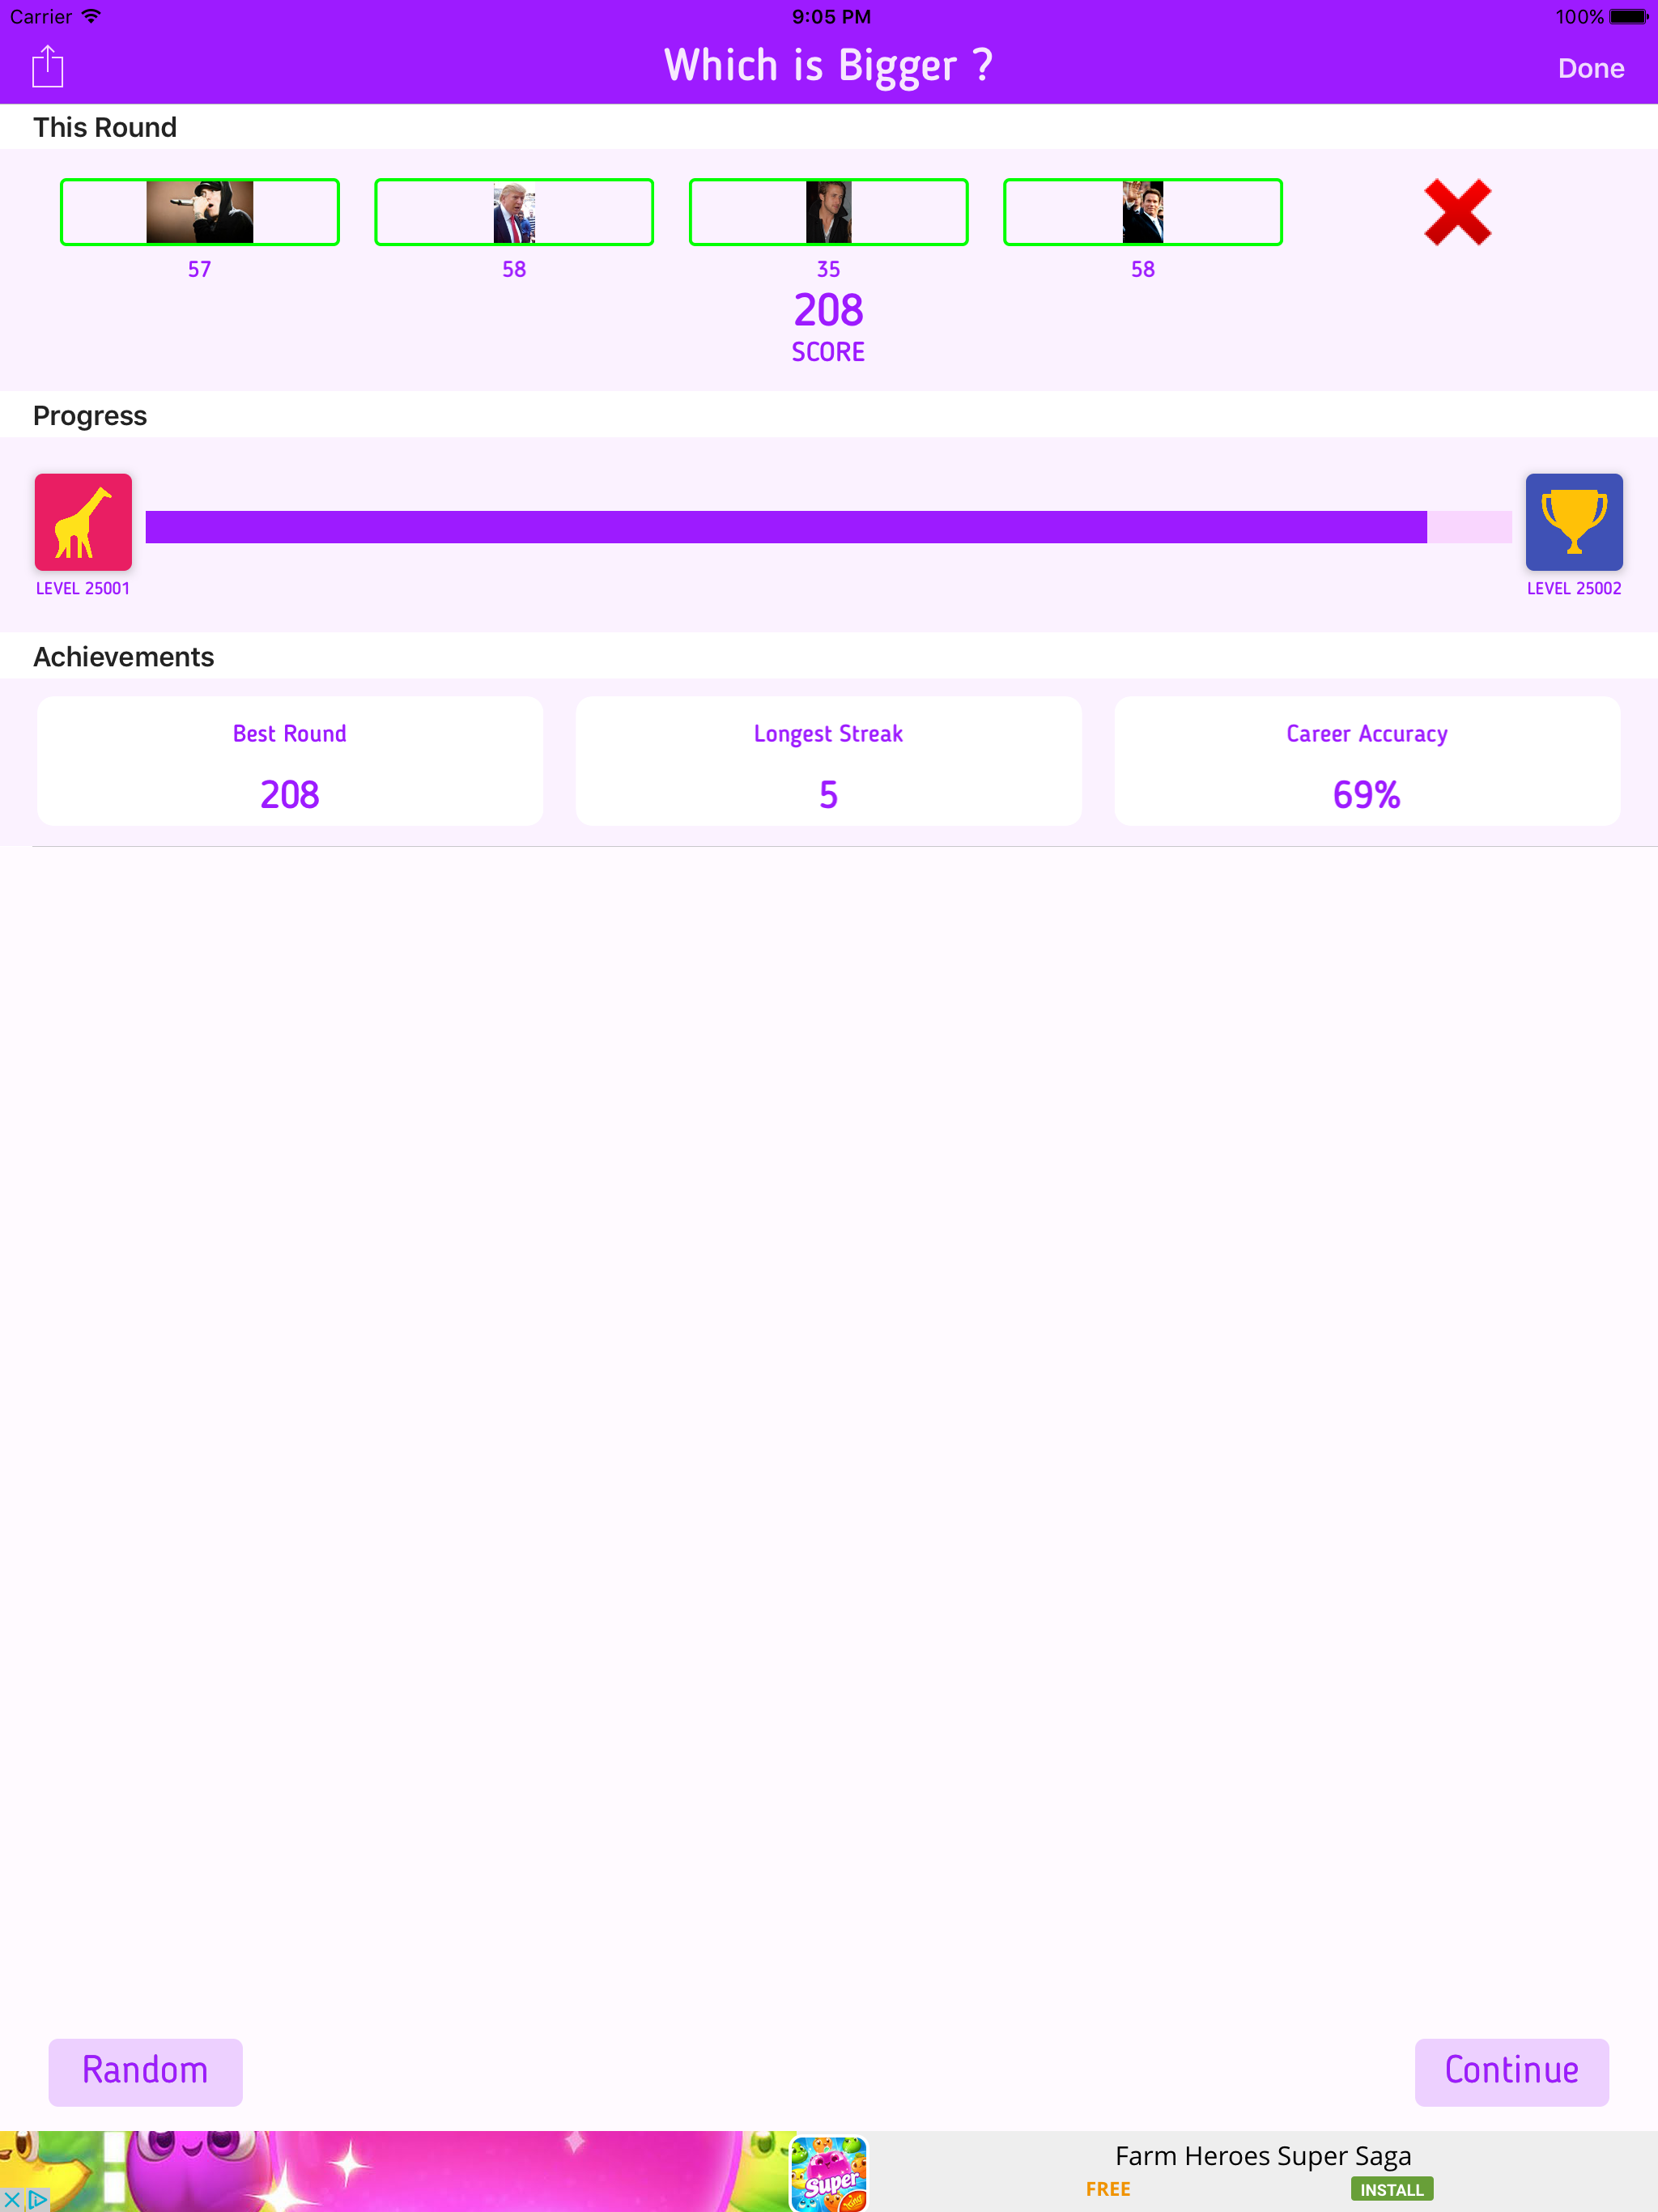 Carrier 9:05 PM 100%
Which is Bigger ?
Done
This Round
57 58 35 58
208
SCORE
Progress
LEVEL 25001 LEVEL 25002
Achievements
Best Round Longest Streak Career Accuracy
208 5 69%
Random Continue
Farm Heroes Super Saga
Super
King
FREE INSTALL